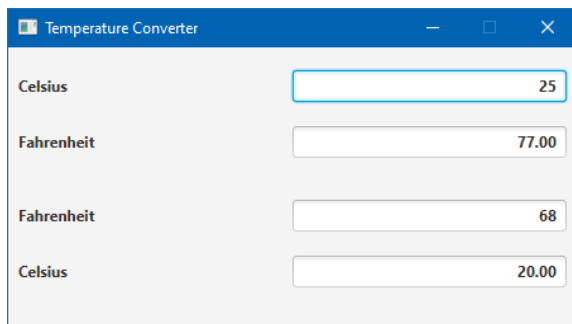 Temperature Converter
Celsius 25
Fahrenheit 77.00
Fahrenheit 68
Celsius 20.00